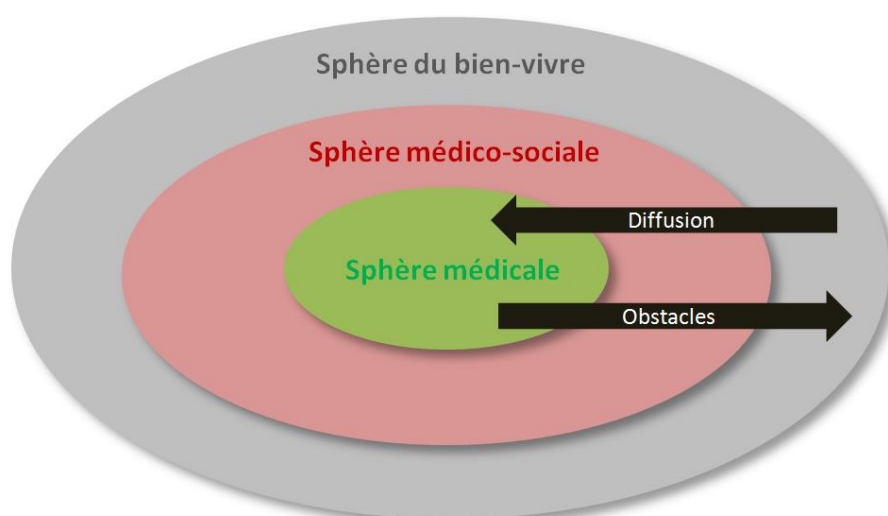 Sphère du bien-vivre
Sphère médico-sociale
Diffusion
Sphère médicale
Obstacles